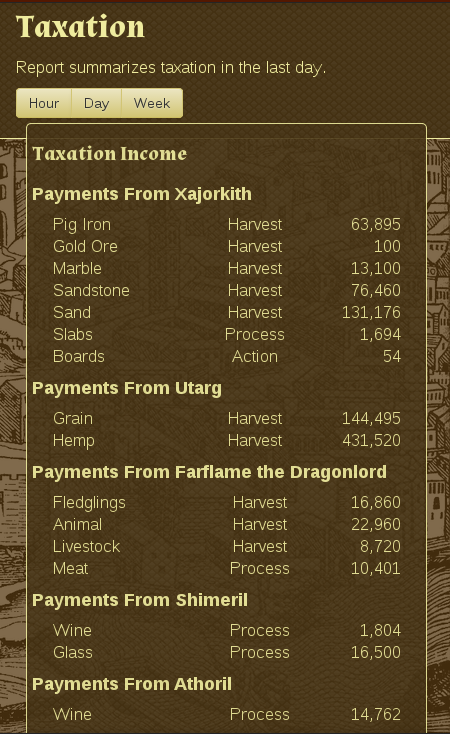 Taxation
Report summarizes taxation in the last day.
Hour Day Week
Taxation Income
Payments From Xajorkith
Pig Iron Harvest 63,895
Gold Ore Harvest 100
Marble Harvest 13,100
Sandstone Harvest 76,460
Sand Harvest 131,176
Slabs Process 1,694
Boards Action 54
Payments From Utarg
Grain Harvest 144,495
Hemp Harvest 431,520
Payments From Farflame the Dragonlord
Fledglings Harvest 16,860
Animal Harvest 22,960
Livestock Harvest 8,720
Meat Process 10,401
Payments From Shimeril
Wine Process 1,804
Glass Process 16,500
Payments From Athoril
Wine Process 14,762